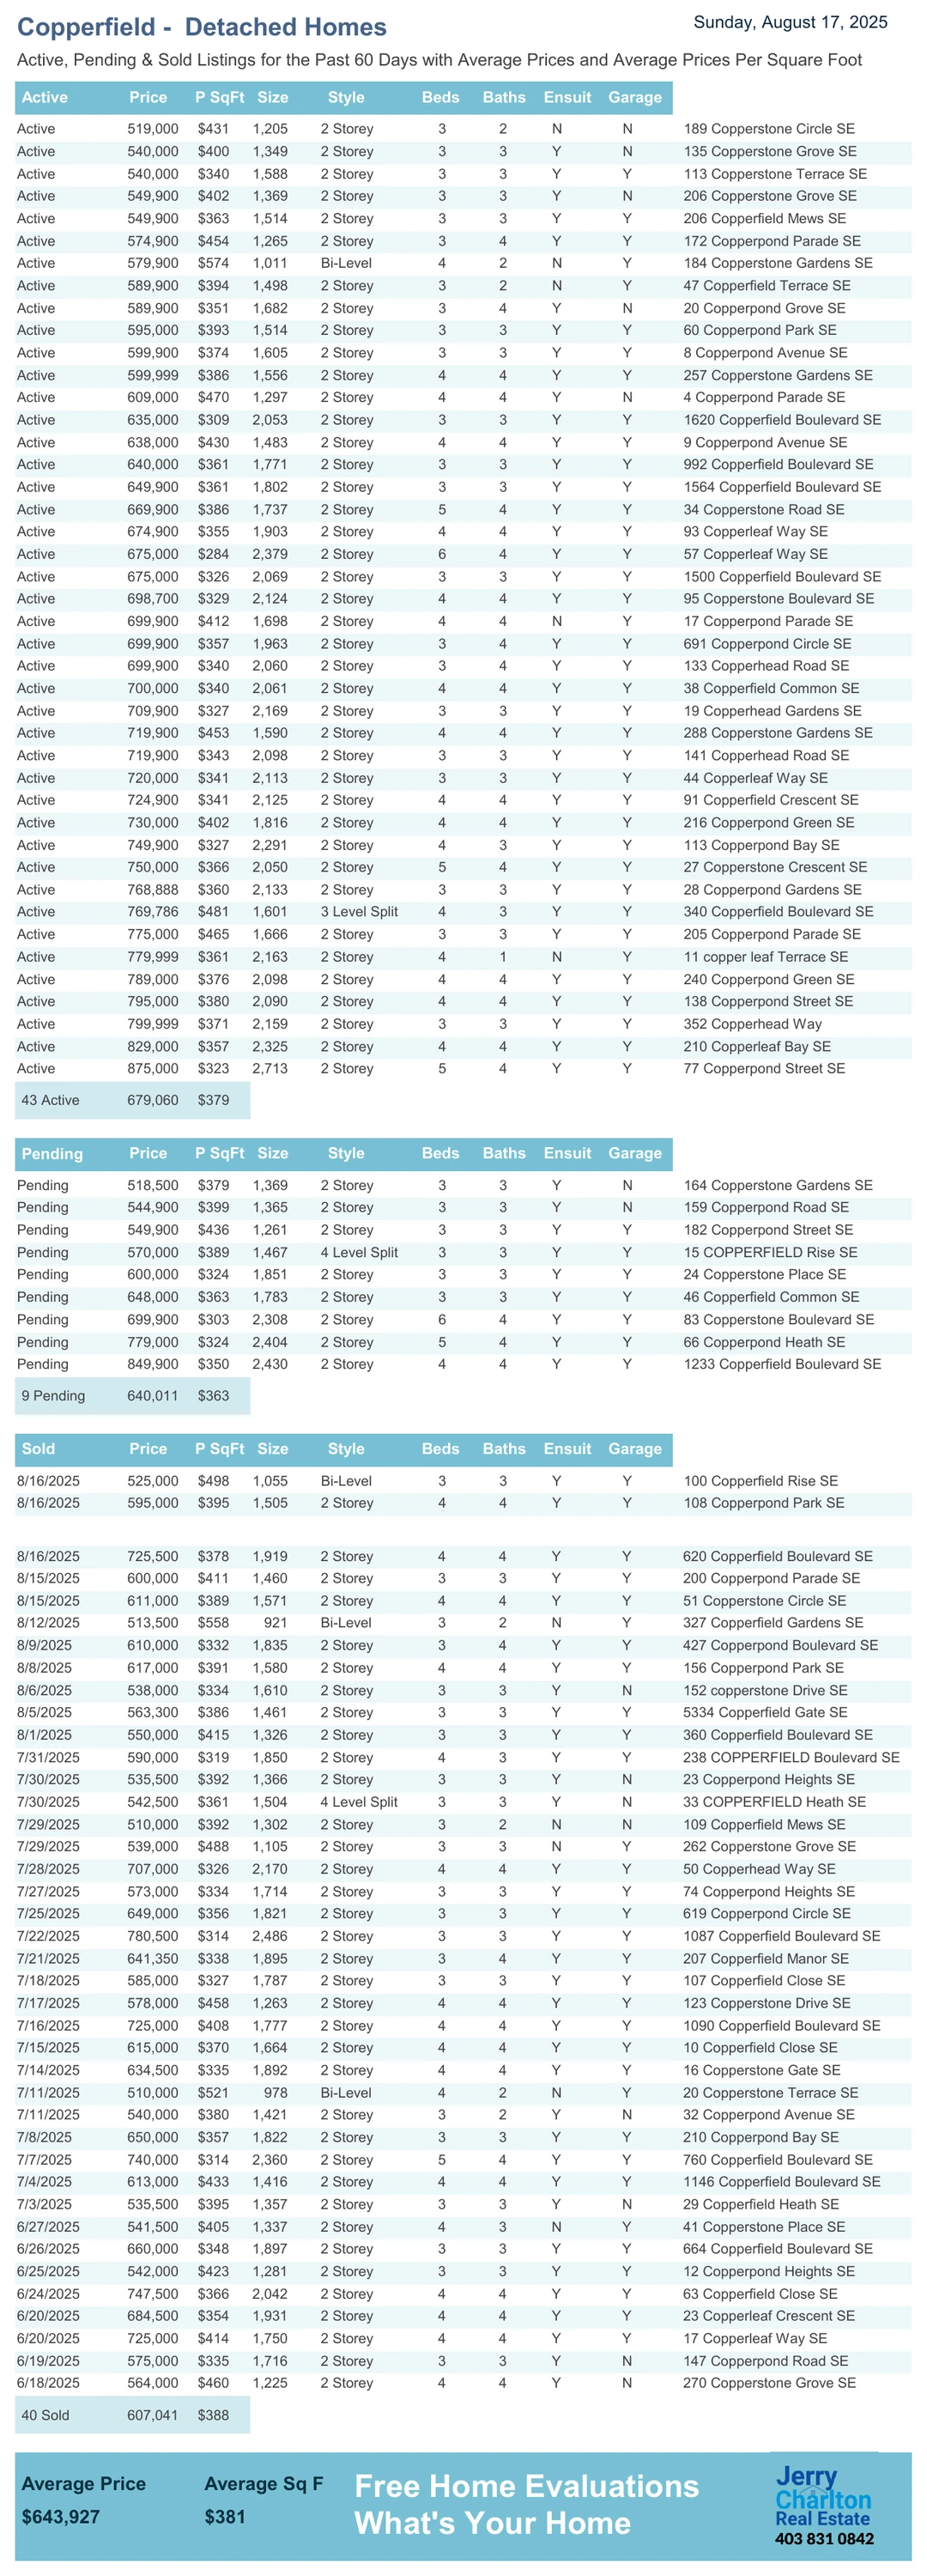 Copperfield - Detached Homes
Sunday, August 17, 2025
Active, Pending & Sold Listings for the Past 60 Days with Average Prices and Average Prices Per Square Foot
Active Price P SqFt Size Style Beds Baths Ensuit Garage
Active 519,000 $431 1,205 2 Storey 3 2 N N 189 Copperstone Circle SE
Active 540,000 $400 1,349 2 Storey 3 3 Y N 135 Copperstone Grove SE
Active 540,000 $340 1,588 2 Storey 3 3 Y Y 113 Copperstone Terrace SE
Active 549,900 $402 1,369 2 Storey 3 3 Y N 206 Copperstone Grove SE
Active 549,900 $363 1,514 2 Storey 3 3 Y Y 206 Copperfield Mews SE
Active 574,900 $454 1,265 2 Storey 3 4 Y Y 172 Copperpond Parade SE
Active 579,900 $574 1,011 Bi-Level 4 2 N Y 184 Copperstone Gardens SE
Active 589,900 $394 1,498 2 Storey 3 2 N Y 47 Copperfield Terrace SE
Active 589,900 $351 1,682 2 Storey 3 4 Y N 20 Copperpond Grove SE
Active 595,000 $393 1,514 2 Storey 3 3 Y Y 60 Copperpond Park SE
Active 599,900 $374 1,605 2 Storey 3 3 Y Y 8 Copperpond Avenue SE
Active 599,999 $386 1,556 2 Storey 4 4 Y Y 257 Copperstone Gardens SE
Active 609,000 $470 1,297 2 Storey 4 4 Y N 4 Copperpond Parade SE
Active 635,000 $309 2,053 2 Storey 3 3 Y Y 1620 Copperfield Boulevard SE
Active 638,000 $430 1,483 2 Storey 4 4 Y Y 9 Copperpond Avenue SE
Active 640,000 $361 1,771 2 Storey 3 3 Y Y 992 Copperfield Boulevard SE
Active 649,900 $361 1,802 2 Storey 3 3 Y Y 1564 Copperfield Boulevard SE
Active 669,900 $386 1,737 2 Storey 5 4 Y Y 34 Copperstone Road SE
Active 674,900 $355 1,903 2 Storey 4 4 Y Y 93 Copperleaf Way SE
Active 675,000 $284 2,379 2 Storey 6 4 Y Y 57 Copperleaf Way SE
Active 675,000 $326 2,069 2 Storey 3 3 Y Y 1500 Copperfield Boulevard SE
Active 698,700 $329 2,124 2 Storey 4 4 Y Y 95 Copperstone Boulevard SE
Active 699,900 $412 1,698 2 Storey 4 4 N Y 17 Copperpond Parade SE
Active 699,900 $357 1,963 2 Storey 3 4 Y Y 691 Copperpond Circle SE
Active 699,900 $340 2,060 2 Storey 3 4 Y Y 133 Copperhead Road SE
Active 700,000 $340 2,061 2 Storey 4 4 Y Y 38 Copperfield Common SE
Active 709,900 $327 2,169 2 Storey 3 3 Y Y 19 Copperhead Gardens SE
Active 719,900 $453 1,590 2 Storey 4 4 Y Y 288 Copperstone Gardens SE
Active 719,900 $343 2,098 2 Storey 3 3 Y Y 141 Copperhead Road SE
Active 720,000 $341 2,113 2 Storey 3 3 Y Y 44 Copperleaf Way SE
Active 724,900 $341 2,125 2 Storey 4 4 Y Y 91 Copperfield Crescent SE
Active 730,000 $402 1,816 2 Storey 4 4 Y Y 216 Copperpond Green SE
Active 749,900 $327 2,291 2 Storey 4 3 Y Y 113 Copperpond Bay SE
Active 750,000 $366 2,050 2 Storey 5 4 Y Y 27 Copperstone Crescent SE
Active 768,888 $360 2,133 2 Storey 3 3 Y Y 28 Copperpond Gardens SE
Active 769,786 $481 1,601 3 Level Split 4 3 Y Y 340 Copperfield Boulevard SE
Active 775,000 $465 1,666 2 Storey 3 3 Y Y 205 Copperpond Parade SE
Active 779,999 $361 2,163 2 Storey 4 1 N Y 11 copper leaf Terrace SE
Active 789,000 $376 2,098 2 Storey 4 4 Y Y 240 Copperpond Green SE
Active 795,000 $380 2,090 2 Storey 4 4 Y Y 138 Copperpond Street SE
Active 799,999 $371 2,159 2 Storey 3 3 Y Y 352 Copperhead Way
Active 829,000 $357 2,325 2 Storey 4 4 Y Y 210 Copperleaf Bay SE
Active 875,000 $323 2,713 2 Storey 5 4 Y Y 77 Copperpond Street SE
43 Active 679,060 $379
Pending Price P SqFt Size Style Beds Baths Ensuit Garage
Pending 518,500 $379 1,369 2 Storey 3 3 Y N 164 Copperstone Gardens SE
Pending 544,900 $399 1,365 2 Storey 3 3 Y N 159 Copperpond Road SE
Pending 549,900 $436 1,261 2 Storey 3 3 Y Y 182 Copperpond Street SE
Pending 570,000 $389 1,467 4 Level Split 3 3 Y Y 15 COPPERFIELD Rise SE
Pending 600,000 $324 1,851 2 Storey 3 3 Y Y 24 Copperstone Place SE
Pending 648,000 $363 1,783 2 Storey 3 3 Y Y 46 Copperfield Common SE
Pending 699,900 $303 2,308 2 Storey 6 4 Y Y 83 Copperstone Boulevard SE
Pending 779,000 $324 2,404 2 Storey 5 4 Y Y 66 Copperpond Heath SE
Pending 849,900 $350 2,430 2 Storey 4 4 Y Y 1233 Copperfield Boulevard SE
9 Pending 640,011 $363
Sold Price P SqFt Size Style Beds Baths Ensuit Garage
8/16/2025 525,000 $498 1,055 Bi-Level 3 3 Y Y 100 Copperfield Rise SE
8/16/2025 595,000 $395 1,505 2 Storey 4 4 Y Y 108 Copperpond Park SE
8/16/2025 725,500 $378 1,919 2 Storey 4 4 Y Y 620 Copperfield Boulevard SE
8/15/2025 600,000 $411 1,460 2 Storey 3 3 Y Y 200 Copperpond Parade SE
8/15/2025 611,000 $389 1,571 2 Storey 4 4 Y Y 51 Copperstone Circle SE
8/12/2025 513,500 $558 921 Bi-Level 3 2 N Y 327 Copperfield Gardens SE
8/9/2025 610,000 $332 1,835 2 Storey 3 4 Y Y 427 Copperpond Boulevard SE
8/8/2025 617,000 $391 1,580 2 Storey 4 4 Y Y 156 Copperpond Park SE
8/6/2025 538,000 $334 1,610 2 Storey 3 3 Y N 152 copperstone Drive SE
8/5/2025 563,300 $386 1,461 2 Storey 3 3 Y Y 5334 Copperfield Gate SE
8/1/2025 550,000 $415 1,326 2 Storey 3 3 Y Y 360 Copperfield Boulevard SE
7/31/2025 590,000 $319 1,850 2 Storey 4 3 Y Y 238 COPPERFIELD Boulevard SE
7/30/2025 535,500 $392 1,366 2 Storey 3 3 Y N 23 Copperpond Heights SE
7/30/2025 542,500 $361 1,504 4 Level Split 3 3 Y N 33 COPPERFIELD Heath SE
7/29/2025 510,000 $392 1,302 2 Storey 3 2 N N 109 Copperfield Mews SE
7/29/2025 539,000 $488 1,105 2 Storey 3 3 N Y 262 Copperstone Grove SE
7/28/2025 707,000 $326 2,170 2 Storey 4 4 Y Y 50 Copperhead Way SE
7/27/2025 573,000 $334 1,714 2 Storey 3 3 Y Y 74 Copperpond Heights SE
7/25/2025 649,000 $356 1,821 2 Storey 3 3 Y Y 619 Copperpond Circle SE
7/22/2025 780,500 $314 2,486 2 Storey 3 3 Y Y 1087 Copperfield Boulevard SE
7/21/2025 641,350 $338 1,895 2 Storey 3 4 Y Y 207 Copperfield Manor SE
7/18/2025 585,000 $327 1,787 2 Storey 3 3 Y Y 107 Copperfield Close SE
7/17/2025 578,000 $458 1,263 2 Storey 4 4 Y Y 123 Copperstone Drive SE
7/16/2025 725,000 $408 1,777 2 Storey 4 4 Y Y 1090 Copperfield Boulevard SE
7/15/2025 615,000 $370 1,664 2 Storey 4 4 Y Y 10 Copperfield Close SE
7/14/2025 634,500 $335 1,892 2 Storey 4 4 Y Y 16 Copperstone Gate SE
7/11/2025 510,000 $521 978 Bi-Level 4 2 N Y 20 Copperstone Terrace SE
7/11/2025 540,000 $380 1,421 2 Storey 3 2 Y N 32 Copperpond Avenue SE
7/8/2025 650,000 $357 1,822 2 Storey 3 3 Y Y 210 Copperpond Bay SE
7/7/2025 740,000 $314 2,360 2 Storey 5 4 Y Y 760 Copperfield Boulevard SE
7/4/2025 613,000 $433 1,416 2 Storey 4 4 Y Y 1146 Copperfield Boulevard SE
7/3/2025 535,500 $395 1,357 2 Storey 3 3 Y N 29 Copperfield Heath SE
6/27/2025 541,500 $405 1,337 2 Storey 4 3 N Y 41 Copperstone Place SE
6/26/2025 660,000 $348 1,897 2 Storey 3 3 Y Y 664 Copperfield Boulevard SE
6/25/2025 542,000 $423 1,281 2 Storey 3 3 Y Y 12 Copperpond Heights SE
6/24/2025 747,500 $366 2,042 2 Storey 4 4 Y Y 63 Copperfield Close SE
6/20/2025 684,500 $354 1,931 2 Storey 4 4 Y Y 23 Copperleaf Crescent SE
6/20/2025 725,000 $414 1,750 2 Storey 4 4 Y Y 17 Copperleaf Way SE
6/19/2025 575,000 $335 1,716 2 Storey 3 3 Y N 147 Copperpond Road SE
6/18/2025 564,000 $460 1,225 2 Storey 4 4 Y N 270 Copperstone Grove SE
40 Sold 607,041 $388
Average Price Average Sq F
$643,927 $381
Free Home Evaluations
What's Your Home
Jerry
Charlton
Real Estate
403 831 0842